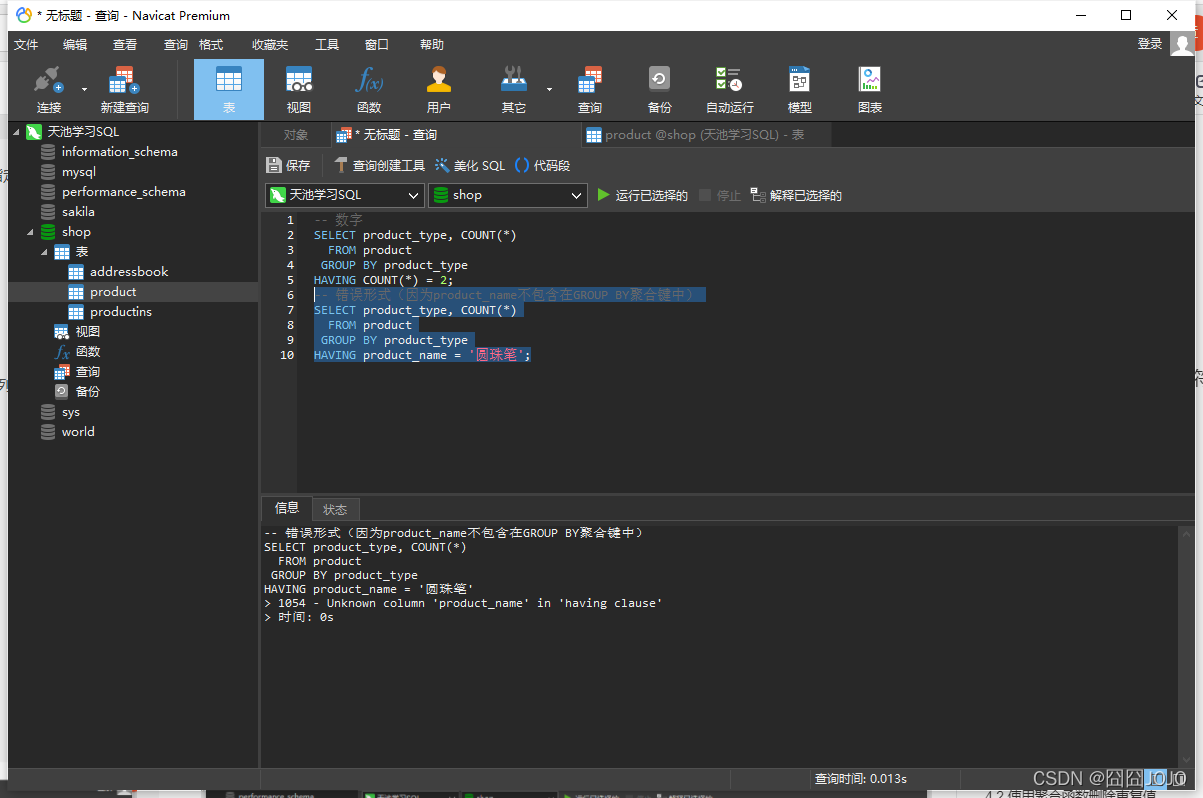 * 无标题 - 查询 - Navicat Premium
文件 编辑 查看 查询 格式 收藏夹 工具 窗口 帮助 登录
连接 新建查询 表 视图 函数 用户 其它 查询 备份 自动运行 模型 图表
天池学习SQL
information_schema
mysql
performance_schema
sakila
shop
表
addressbook
product
productins
视图
函数
查询
备份
sys
world
对象 * 无标题 - 查询 product @shop (天池学习SQL) - 表
保存 查询创建工具 美化 SQL () 代码段
天池学习SQL shop 运行已选择的 停止 解释已选择的
1 -- 数字
2 SELECT product_type, COUNT(*)
3 FROM product
4 GROUP BY product_type
5 HAVING COUNT(*) = 2;
6 -- 错误形式（因为product_name不包含在GROUP BY聚合键中）
7 SELECT product_type, COUNT(*)
8 FROM product
9 GROUP BY product_type
10 HAVING product_name = '圆珠笔';
信息 状态
-- 错误形式（因为product_name不包含在GROUP BY聚合键中）
SELECT product_type, COUNT(*)
FROM product
GROUP BY product_type
HAVING product_name = '圆珠笔'
> 1054 - Unknown column 'product_name' in 'having clause'
> 时间: 0s
查询时间: 0.013s
CSDN @囧囧JOJO